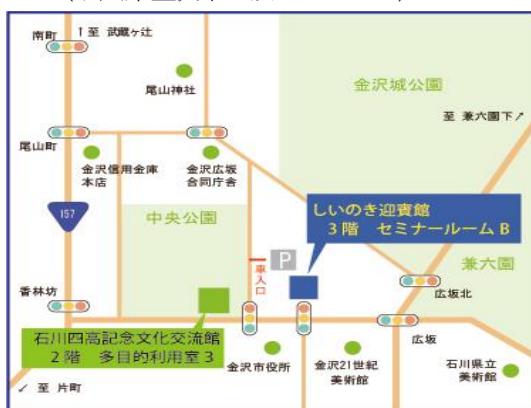 南町
↑至 武蔵ヶ辻
尾山神社
金沢城公園
至 兼六園下↗
尾山町
金沢信用金庫
本店
金沢広坂
合同庁舎
157
中央公園
しいのき迎賓館
3階 セミナールームB
P
車入口
兼六園
広坂北
香林坊
石川四高記念文化交流館
2階 多目的利用室3
広坂
金沢市役所
金沢21世紀
美術館
石川県立
美術館
↙至 片町